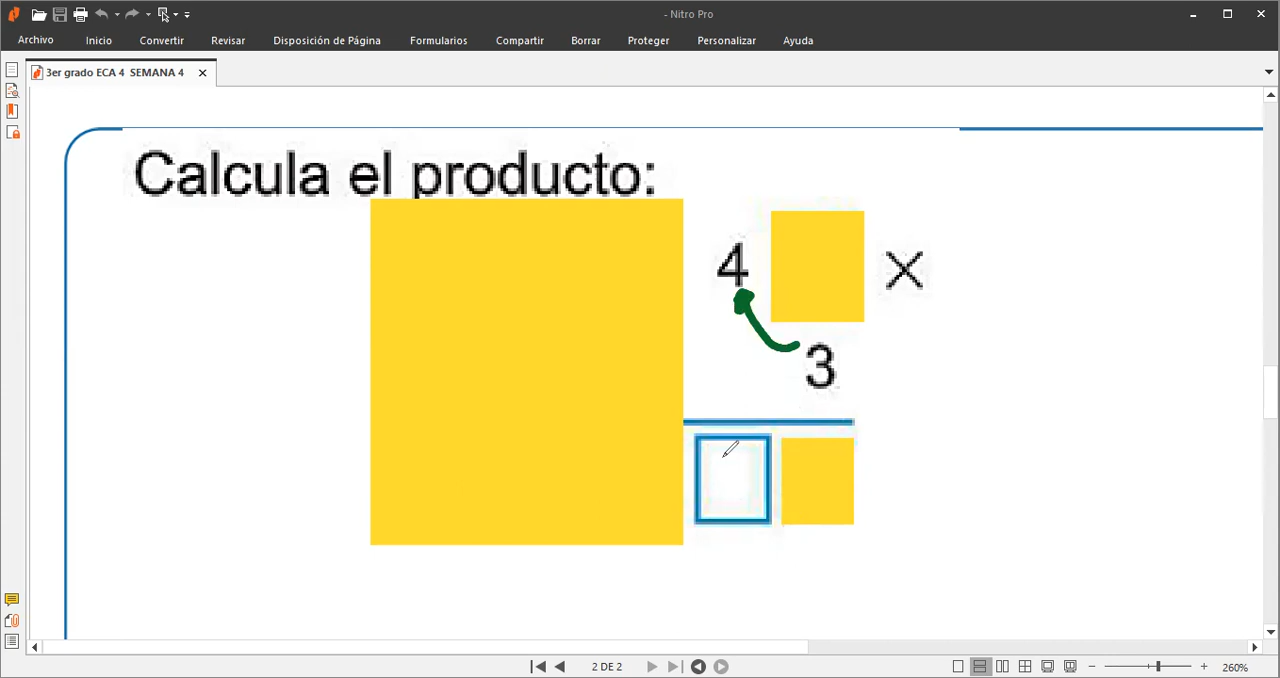 - Nitro Pro
Archivo Inicio Convertir Revisar Disposición de Página Formularios Compartir Borrar Proteger Personalizar Ayuda
3er grado ECA 4 SEMANA 4
Calcula el producto:
4 ×
3
2 DE 2
260%